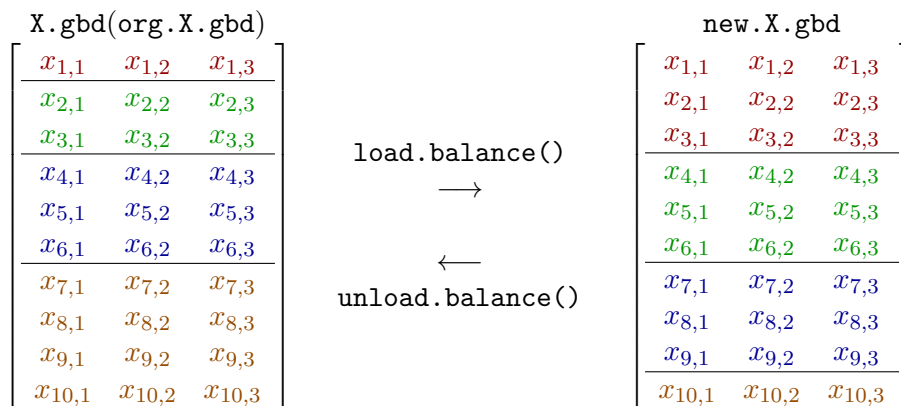 X.gbd(org.X.gbd) new.X.gbd
x1,1 x1,2 x1,3 x1,1 x1,2 x1,3
x2,1 x2,2 x2,3 x2,1 x2,2 x2,3
x3,1 x3,2 x3,3 x3,1 x3,2 x3,3
load.balance()
→
x4,1 x4,2 x4,3 x4,1 x4,2 x4,3
x5,1 x5,2 x5,3 x5,1 x5,2 x5,3
x6,1 x6,2 x6,3 x6,1 x6,2 x6,3
←
unload.balance()
x7,1 x7,2 x7,3 x7,1 x7,2 x7,3
x8,1 x8,2 x8,3 x8,1 x8,2 x8,3
x9,1 x9,2 x9,3 x9,1 x9,2 x9,3
x10,1 x10,2 x10,3 x10,1 x10,2 x10,3